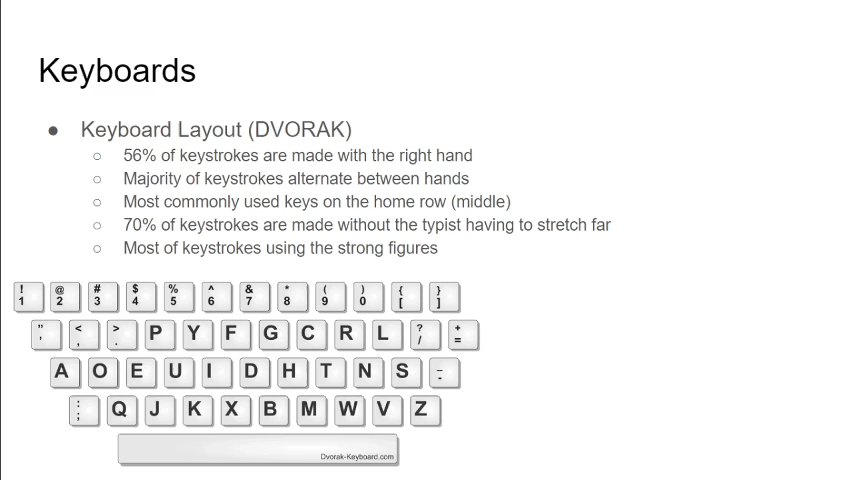 Keyboards
● Keyboard Layout (DVORAK)
○ 56% of keystrokes are made with the right hand
○ Majority of keystrokes alternate between hands
○ Most commonly used keys on the home row (middle)
○ 70% of keystrokes are made without the typist having to stretch far
○ Most of keystrokes using the strong figures
! @ # $ % ^ & * ( ) { }
1 2 3 4 5 6 7 8 9 0 [ ]
" < > P Y F G C R L ? +
' , . / =
A O E U I D H T N S _
-
: Q J K X B M W V Z
;
Dvorak-Keyboard.com